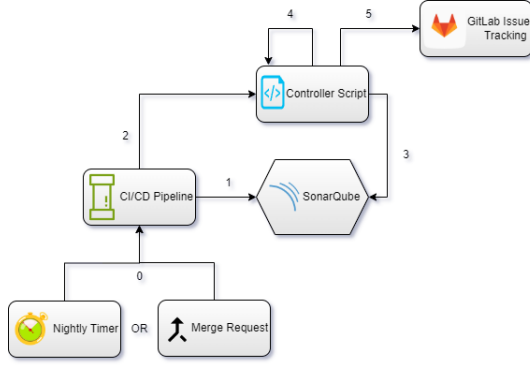 4
5
GitLab Issue
Tracking
</>
Controller Script
2
3
1
CI/CD Pipeline
SonarQube
0
Nightly Timer
OR
Merge Request